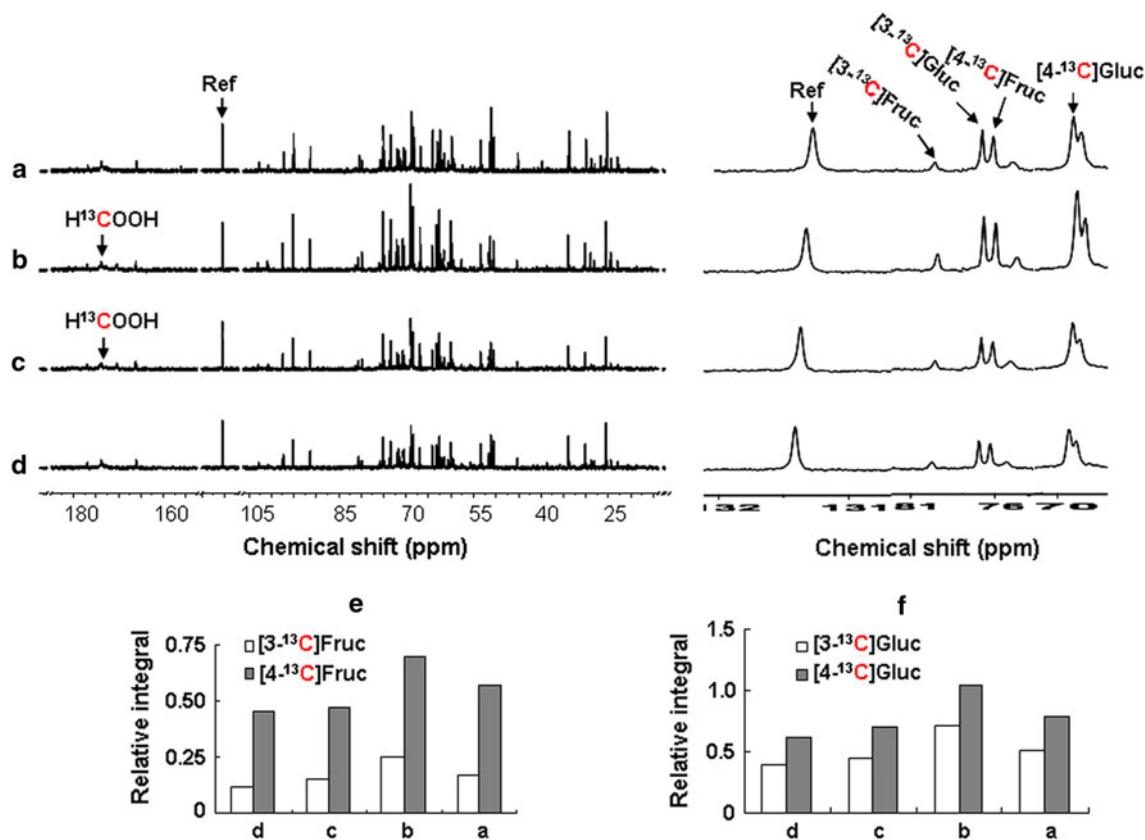 Ref
a
H¹³COOH
b
H¹³COOH
c
d
180 160 105 85 70 55 40 25
Chemical shift (ppm)
Ref
[3-¹³C]Fruc
[3-¹³C]Gluc
[4-¹³C]Fruc
[4-¹³C]Gluc
132 131 81 76 70
Chemical shift (ppm)
e
[3-¹³C]Fruc
[4-¹³C]Fruc
Relative integral
0.75
0.50
0.25
0
d c b a
f
[3-¹³C]Gluc
[4-¹³C]Gluc
Relative integral
1.5
1.0
0.5
0
d c b a